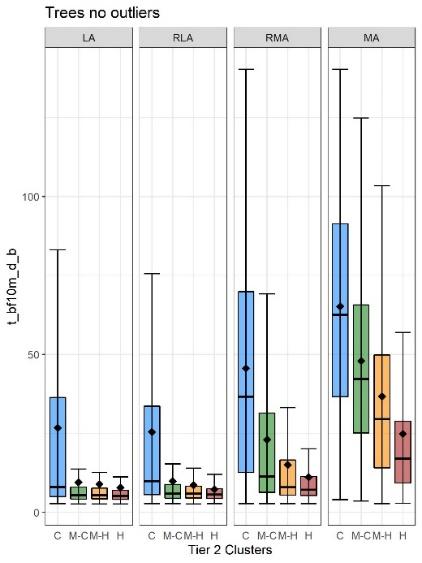 Trees no outliers
LA RLA RMA MA
t_bf10m_d_b
100
50
0
C M-C M-H H C M-C M-H H C M-C M-H H C M-C M-H H
Tier 2 Clusters